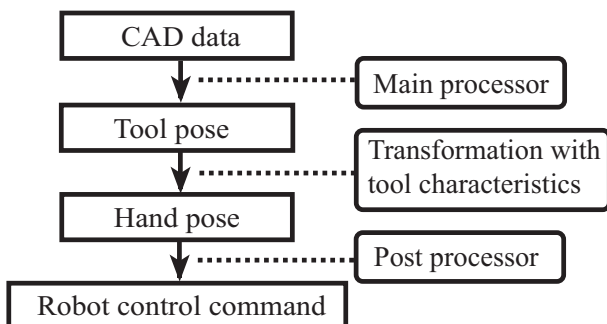 CAD data
Main processor
Tool pose
Transformation with
tool characteristics
Hand pose
Post processor
Robot control command